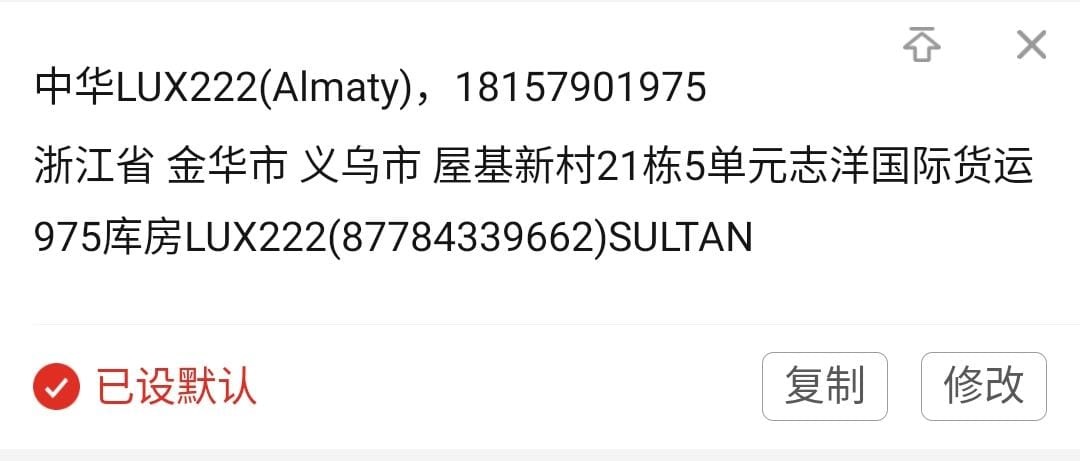 中华LUX222(Almaty)，18157901975
浙江省 金华市 义乌市 屋基新村21栋5单元志洋国际货运
975库房LUX222(87784339662)SULTAN
已设默认
复制
修改